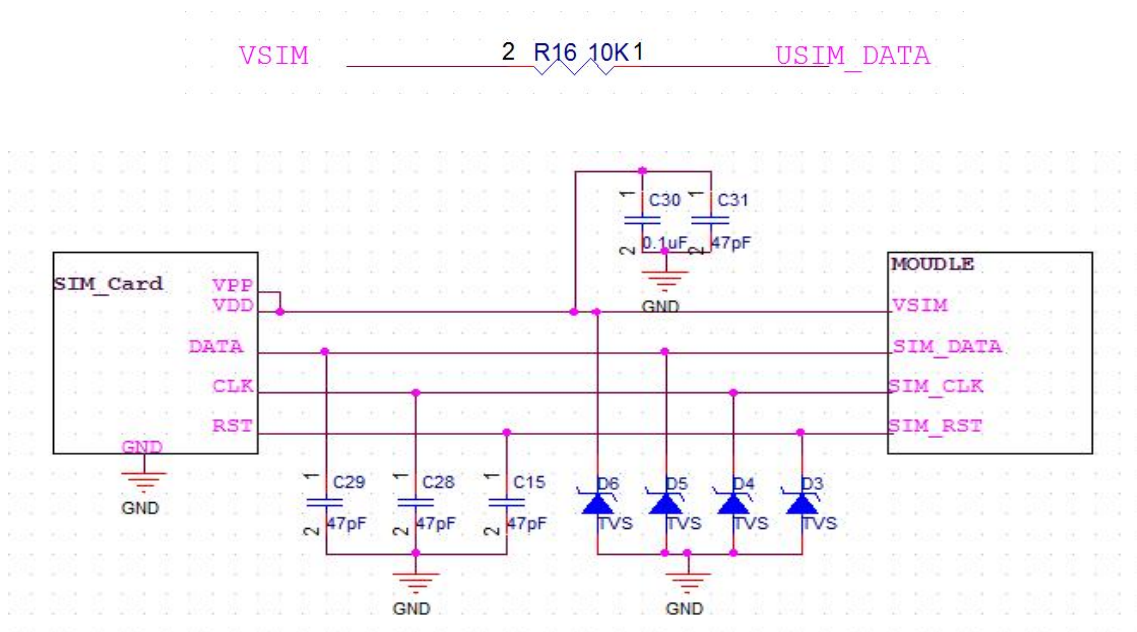 VSIM 2 R16 10K 1 USIM_DATA
1 C30 1 C31
2 0.1uF 2 47pF
GND
SIM_Card
VPP
VDD
DATA
CLK
RST
GND
GND
MOUDLE
VSIM
SIM_DATA
SIM_CLK
SIM_RST
1 C29 1 C28 1 C15
2 47pF 2 47pF 2 47pF
GND
D6 D5 D4 D3
TVS TVS TVS TVS
GND